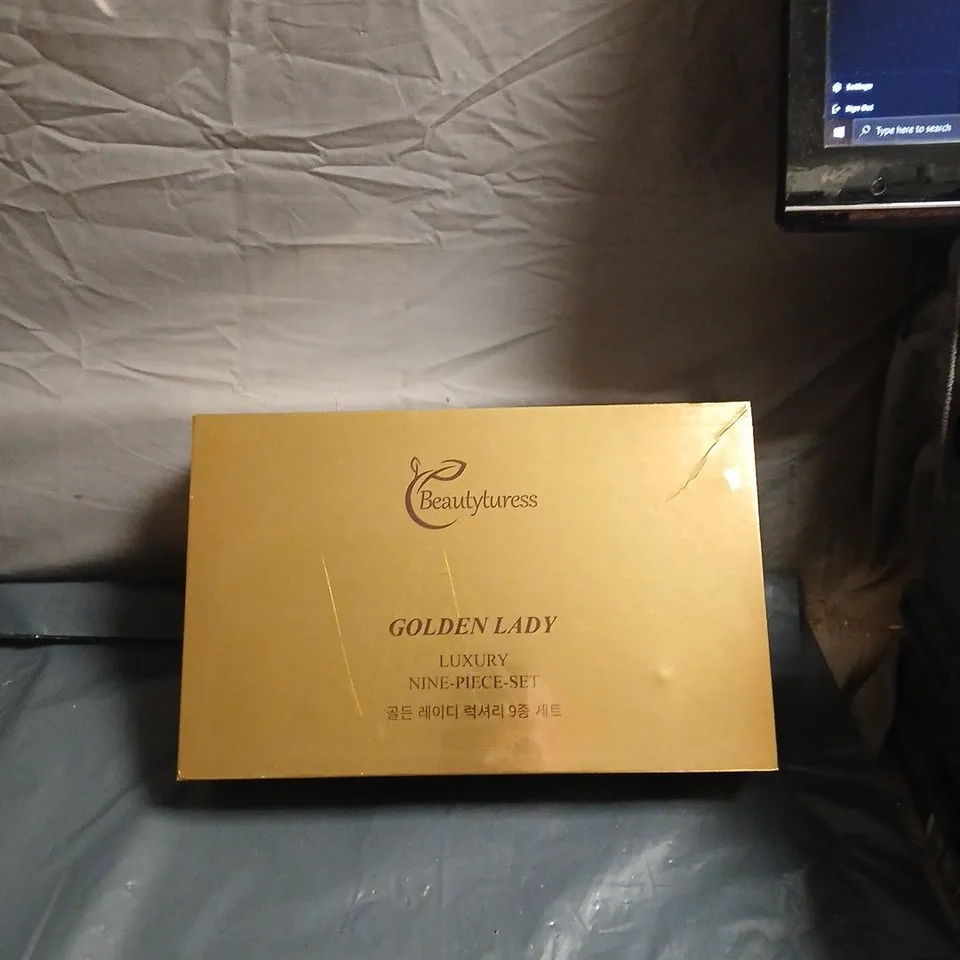 Settings
Sign Out
Type here to search
Beautyturess
GOLDEN LADY
LUXURY
NINE-PIECE-SET
골든 레이디 럭셔리 9종 세트